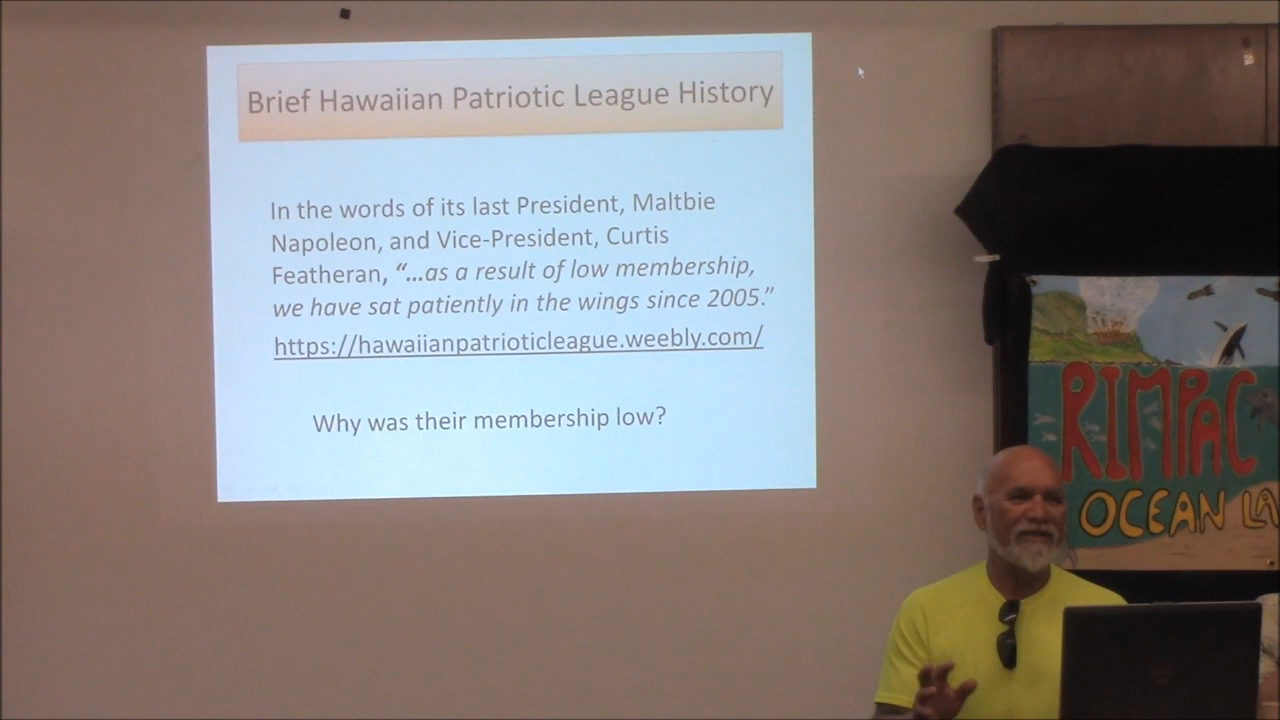 Brief Hawaiian Patriotic League History
In the words of its last President, Maltbie
Napoleon, and Vice-President, Curtis
Featheran, “…as a result of low membership,
we have sat patiently in the wings since 2005.”
https://hawaiianpatrioticleague.weebly.com/
Why was their membership low?
RIMPAC
OCEAN